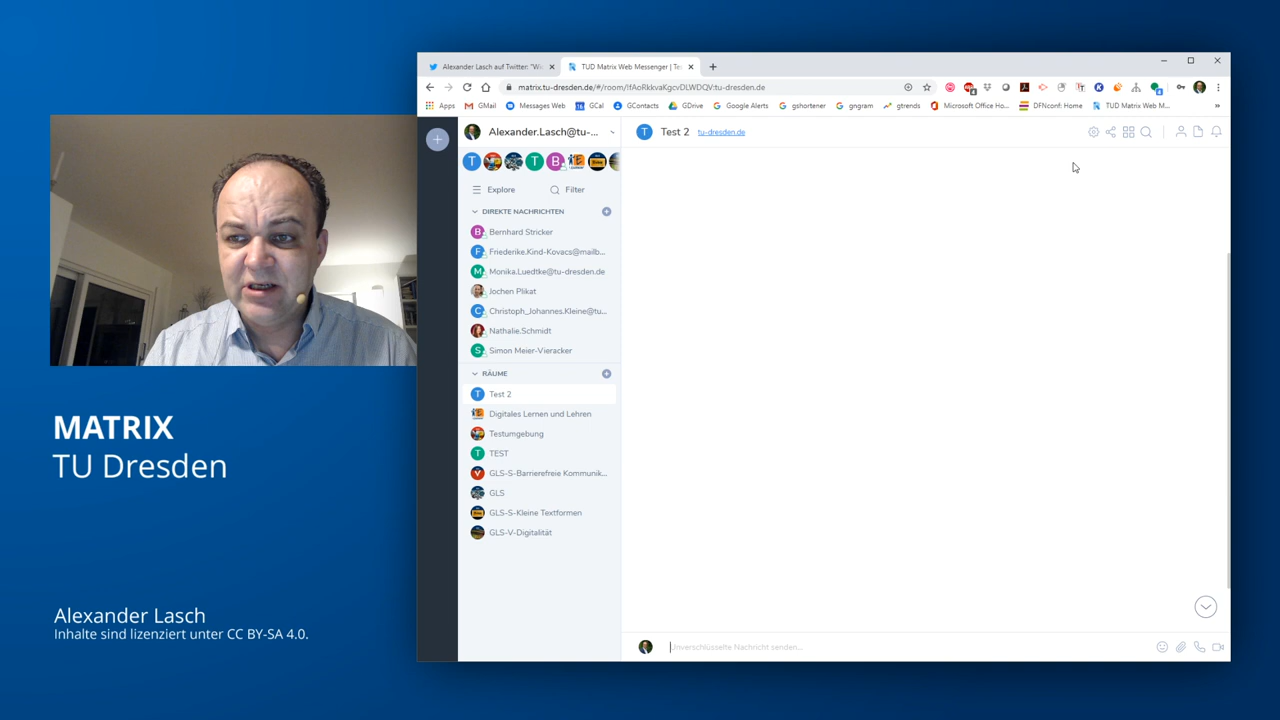 Alexander Lasch auf Twitter: "Wi
TUD Matrix Web Messenger | Te
matrix.tu-dresden.de/#/room/!fAoRkkvaKgcvDLWDQV:tu-dresden.de
Apps
GMail
Messages Web
GCal
GContacts
GDrive
Google Alerts
gshortener
gngram
gtrends
Microsoft Office Ho...
DFNconf: Home
TUD Matrix Web M...
Alexander.Lasch@tu-...
Test 2
tu-dresden.de
Explore
Filter
DIREKTE NACHRICHTEN
Bernhard Stricker
Friederike.Kind-Kovacs@mailb...
Monika.Luedtke@tu-dresden.de
Jochen Plikat
Christoph_Johannes.Kleine@tu...
Nathalie.Schmidt
Simon Meier-Vieracker
RÄUME
Test 2
Digitales Lernen und Lehren
Testumgebung
TEST
GLS-S-Barrierefreie Kommunik...
GLS
GLS-S-Kleine Textformen
GLS-V-Digitalität
Unverschlüsselte Nachricht senden...
MATRIX
TU Dresden
Alexander Lasch
Inhalte sind lizenziert unter CC BY-SA 4.0.